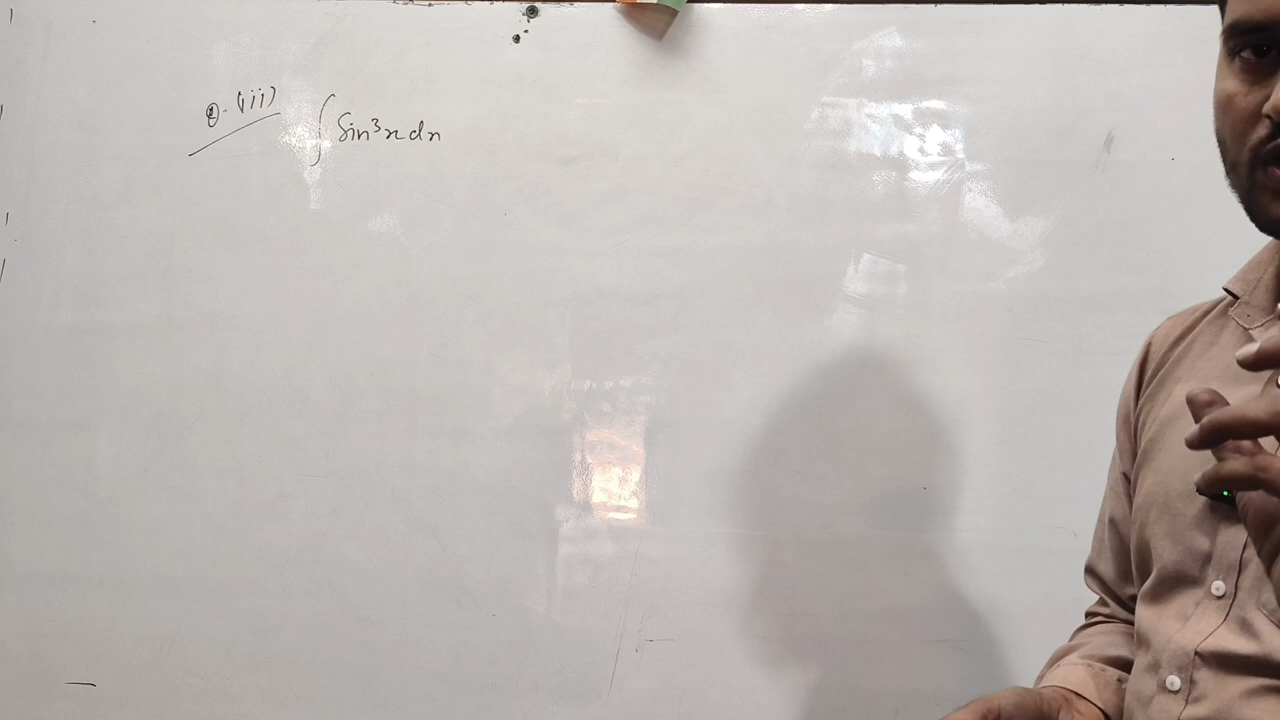 Q. (iii) ∫ Sin³x dx